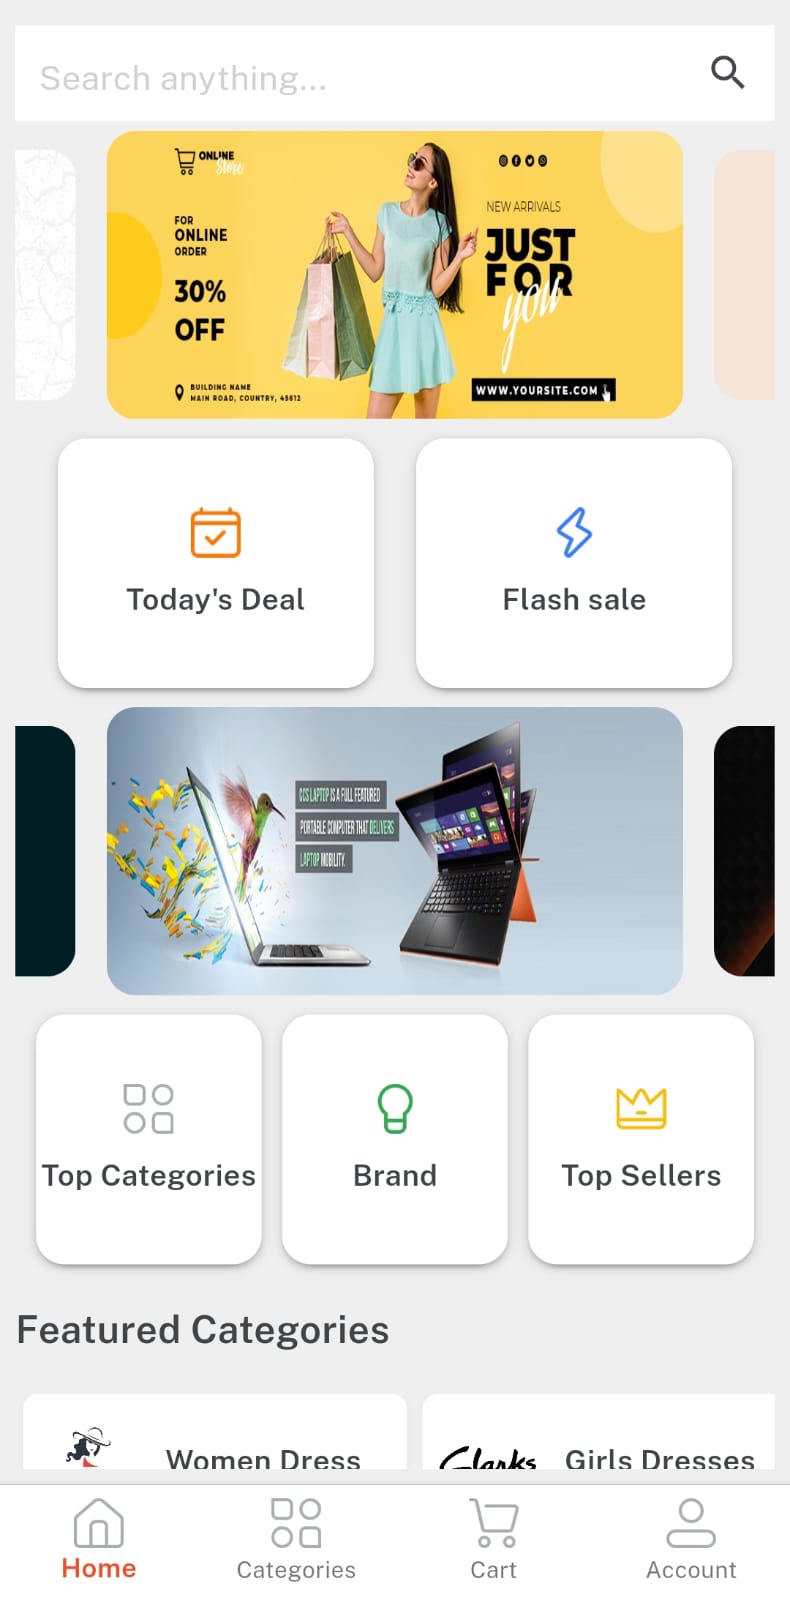 Search anything...
ONLINE
Store
FOR
ONLINE
ORDER
30%
OFF
BUILDING NAME
MAIN ROAD, COUNTRY, 45612
NEW ARRIVALS
JUST
FOR
you
WWW.YOURSITE.COM
Today's Deal
Flash sale
CCS LAPTOP IS A FULL FEATURED
PORTABLE COMPUTER THAT DELIVERS
LAPTOP MOBILITY.
Top Categories
Brand
Top Sellers
Featured Categories
Women Dress
Clarks
Girls Dresses
Home
Categories
Cart
Account